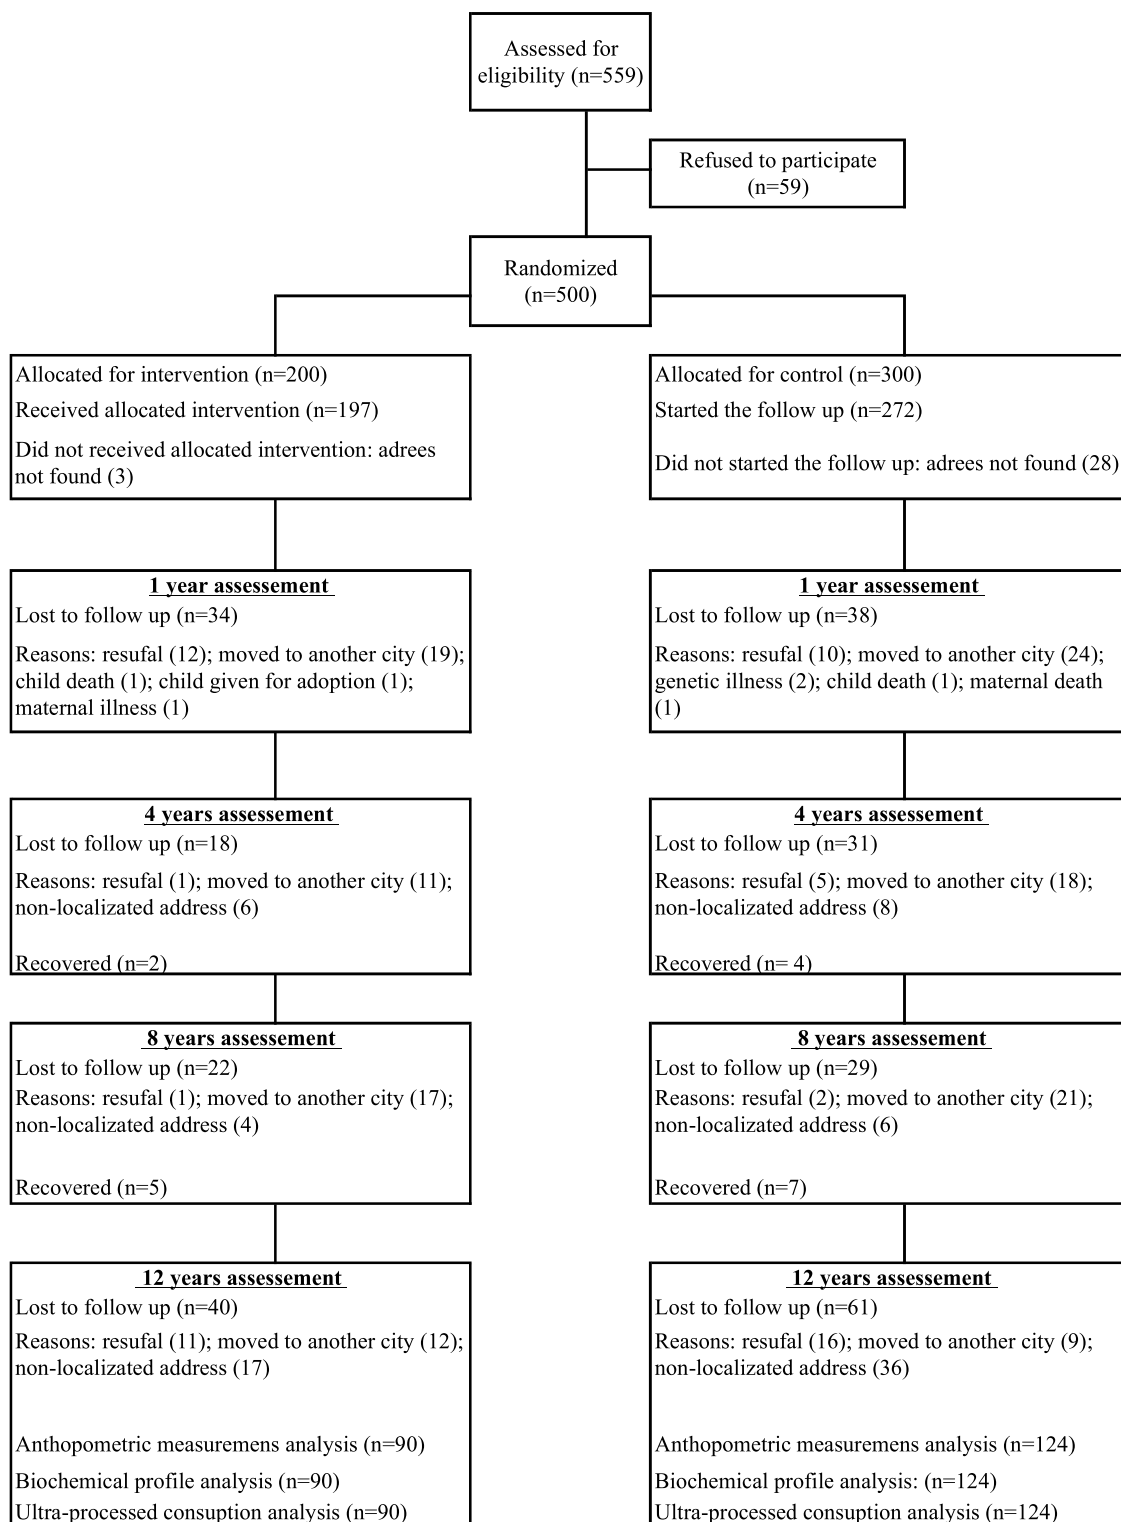 Assessed for
eligibility (n=559)
Refused to participate
(n=59)
Randomized
(n=500)
Allocated for intervention (n=200)
Received allocated intervention (n=197)
Did not received allocated intervention: adrees
not found (3)
Allocated for control (n=300)
Started the follow up (n=272)
Did not started the follow up: adrees not found (28)
1 year assessement
Lost to follow up (n=34)
Reasons: resufal (12); moved to another city (19);
child death (1); child given for adoption (1);
maternal illness (1)
1 year assessement
Lost to follow up (n=38)
Reasons: resufal (10); moved to another city (24);
genetic illness (2); child death (1); maternal death
(1)
4 years assessement
Lost to follow up (n=18)
Reasons: resufal (1); moved to another city (11);
non-localizated address (6)
Recovered (n=2)
4 years assessement
Lost to follow up (n=31)
Reasons: resufal (5); moved to another city (18);
non-localizated address (8)
Recovered (n= 4)
8 years assessement
Lost to follow up (n=22)
Reasons: resufal (1); moved to another city (17);
non-localizated address (4)
Recovered (n=5)
8 years assessement
Lost to follow up (n=29)
Reasons: resufal (2); moved to another city (21);
non-localizated address (6)
Recovered (n=7)
12 years assessement
Lost to follow up (n=40)
Reasons: resufal (11); moved to another city (12);
non-localizated address (17)
Anthopometric measuremens analysis (n=90)
Biochemical profile analysis (n=90)
Ultra-processed consuption analysis (n=90)
12 years assessement
Lost to follow up (n=61)
Reasons: resufal (16); moved to another city (9);
non-localizated address (36)
Anthopometric measuremens analysis (n=124)
Biochemical profile analysis: (n=124)
Ultra-processed consuption analysis (n=124)